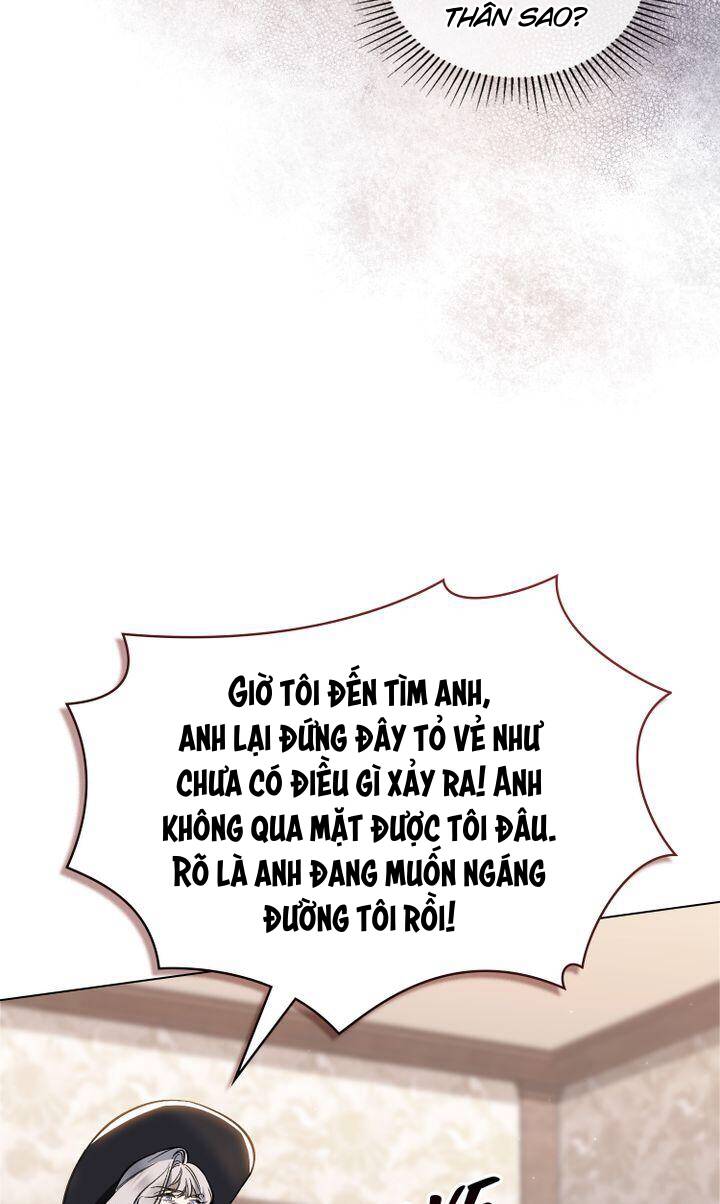 THÂN SAO?
GIỜ TÔI ĐẾN TÌM ANH,
ANH LẠI ĐỨNG ĐÂY TỎ VẺ NHƯ
CHƯA CÓ ĐIỀU GÌ XẢY RA! ANH
KHÔNG QUA MẶT ĐƯỢC TÔI ĐÂU.
RÕ LÀ ANH ĐANG MUỐN NGÁNG
ĐƯỜNG TÔI RỒI!